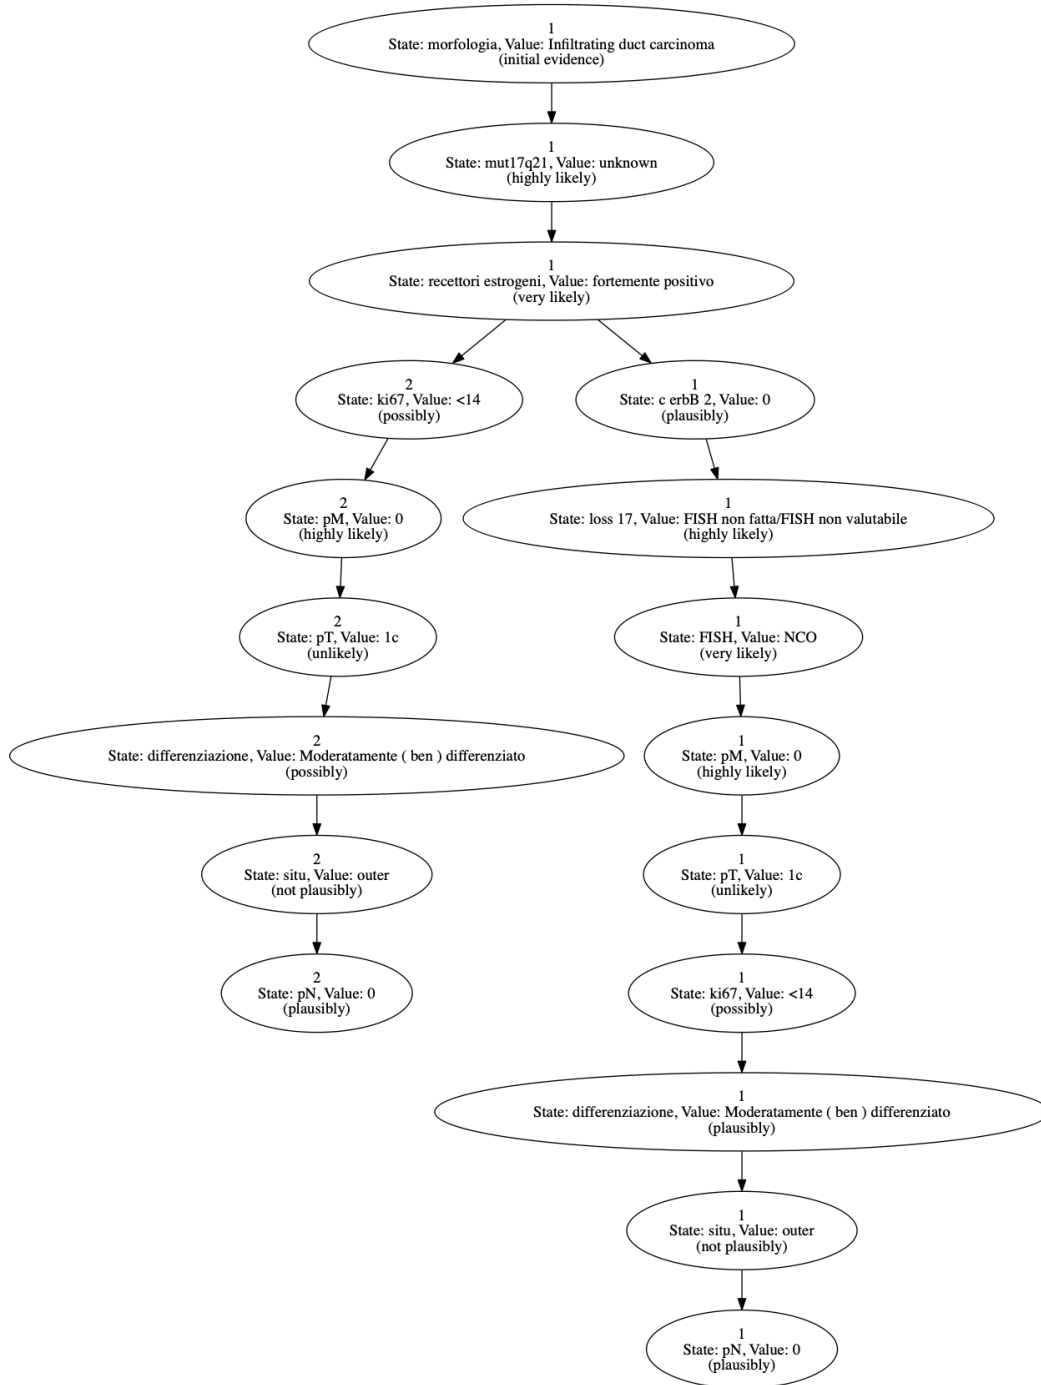 1
State: morfologia, Value: Infiltrating duct carcinoma
(initial evidence)
1
State: mut17q21, Value: unknown
(highly likely)
1
State: recettori estrogeni, Value: fortemente positivo
(very likely)
2
State: ki67, Value: <14
(possibly)
1
State: c erbB 2, Value: 0
(plausibly)
2
State: pM, Value: 0
(highly likely)
1
State: loss 17, Value: FISH non fatta/FISH non valutabile
(highly likely)
2
State: pT, Value: 1c
(unlikely)
1
State: FISH, Value: NCO
(very likely)
2
State: differenziazione, Value: Moderatamente ( ben ) differenziato
(possibly)
1
State: pM, Value: 0
(highly likely)
2
State: situ, Value: outer
(not plausibly)
1
State: pT, Value: 1c
(unlikely)
2
State: pN, Value: 0
(plausibly)
1
State: ki67, Value: <14
(possibly)
1
State: differenziazione, Value: Moderatamente ( ben ) differenziato
(plausibly)
1
State: situ, Value: outer
(not plausibly)
1
State: pN, Value: 0
(plausibly)